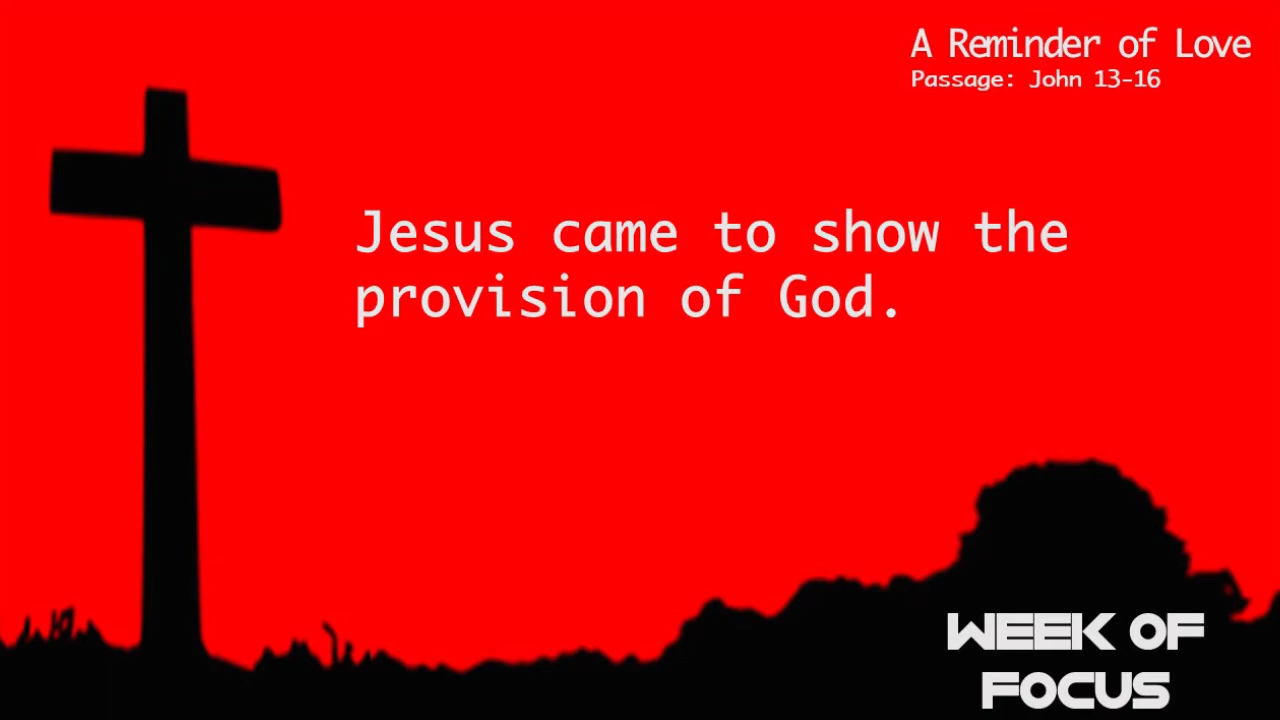 A Reminder of Love
Passage: John 13-16
Jesus came to show the
provision of God.
WEEK OF
FOCUS